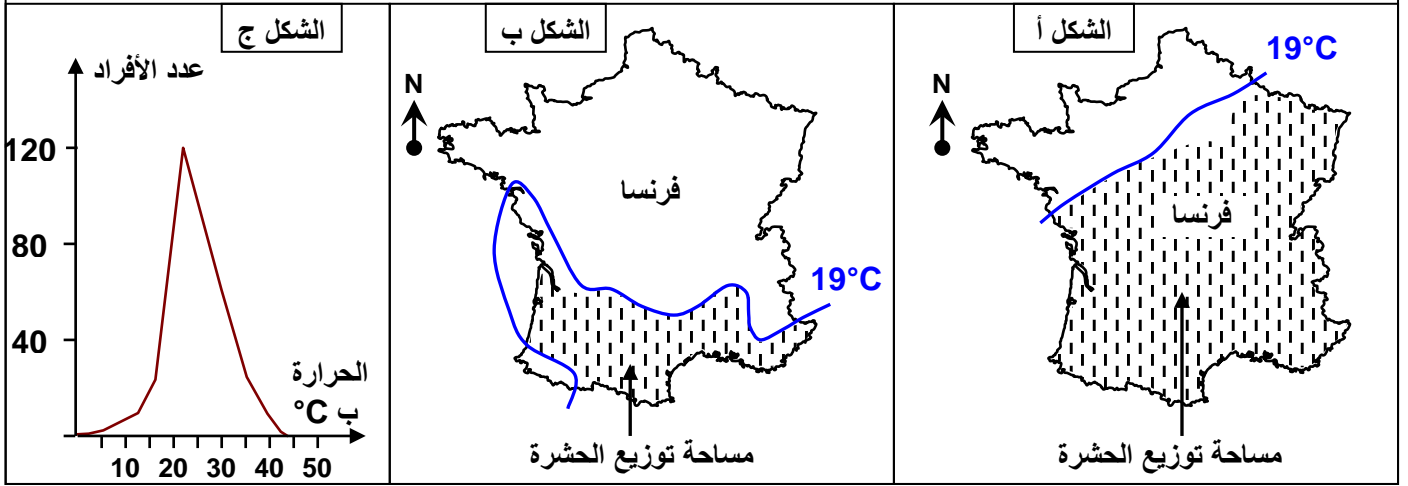 الشكل أ
19°C
N
فرنسا
مساحة توزيع الحشرة
الشكل ب
N
فرنسا
19°C
مساحة توزيع الحشرة
الشكل ج
عدد الأفراد
120
80
40
الحرارة
ب °C
10 20 30 40 50